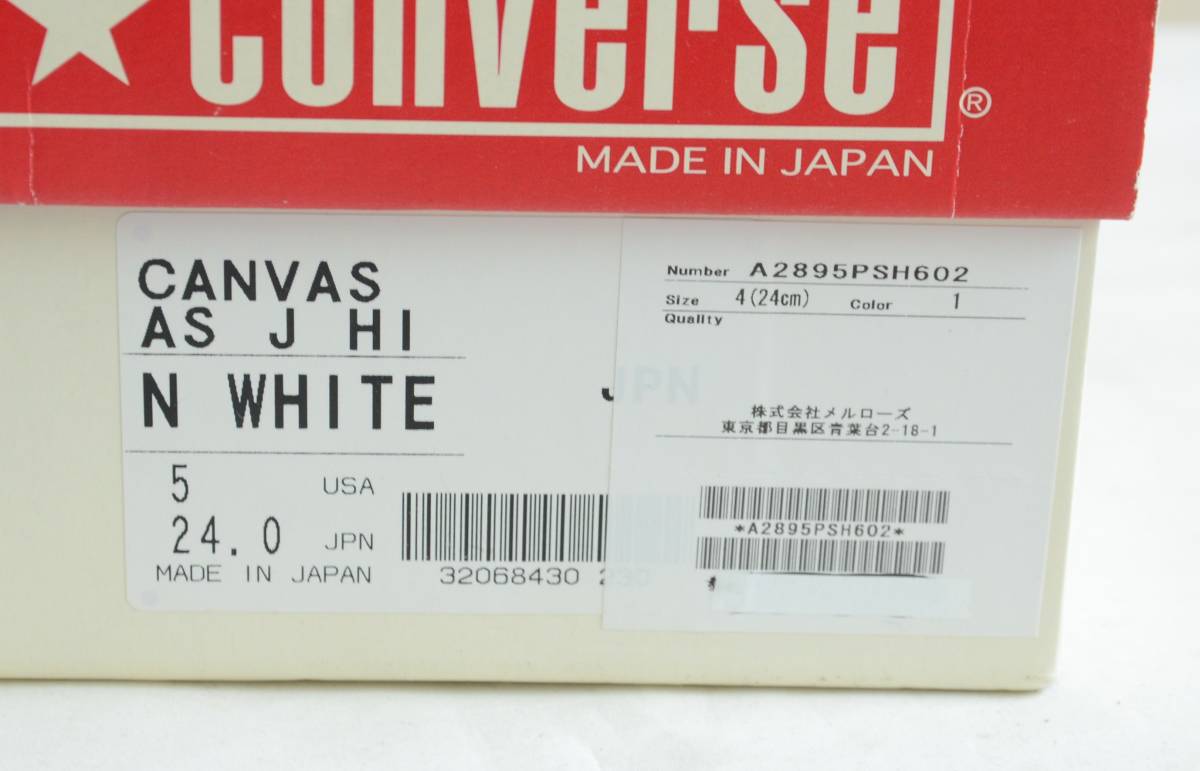 converse
®
MADE IN JAPAN
CANVAS
AS J HI
N WHITE
JPN
5 USA
24.0 JPN
MADE IN JAPAN
32068430 230
Number A2895PSH602
Size 4(24cm) Color 1
Quality
株式会社メルローズ
東京都目黒区青葉台2-18-1
*A2895PSH602*